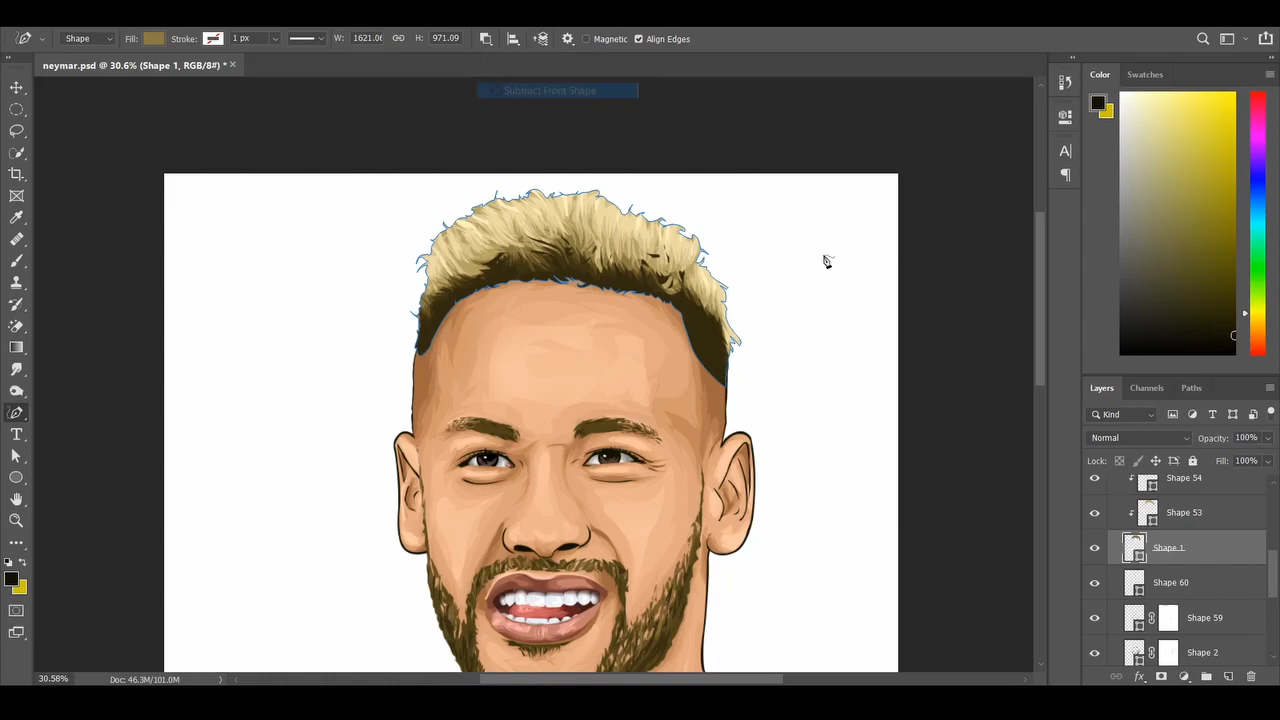 Shape Fill: Stroke: 1 px W: 1621.06 H: 971.09 Magnetic Align Edges
neymar.psd @ 30.6% (Shape 1, RGB/8#) *
Subtract Front Shape
Color Swatches
Layers Channels Paths
Kind
Normal Opacity: 100%
Lock: Fill: 100%
Shape 54
Shape 53
Shape 1
Shape 60
Shape 59
Shape 2
30.58% Doc: 46.3M/101.0M